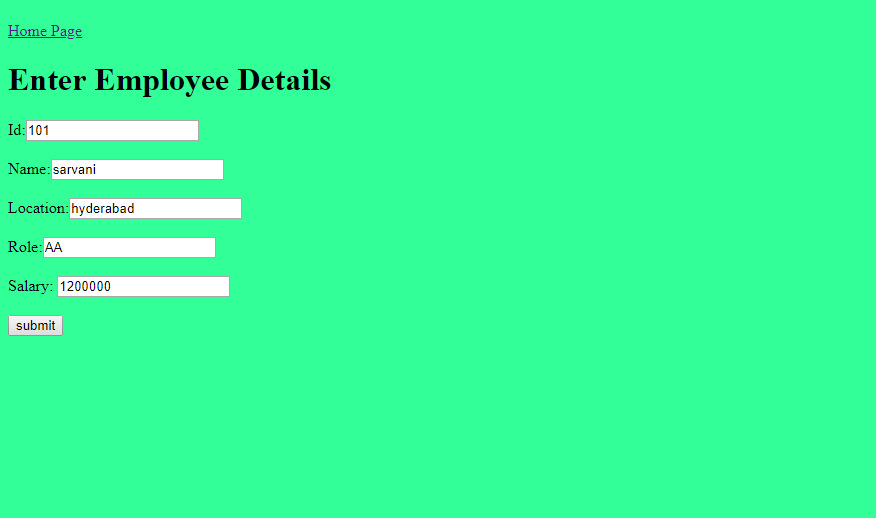 Home Page
Enter Employee Details
Id:101
Name:sarvani
Location:hyderabad
Role:AA
Salary: 1200000
submit